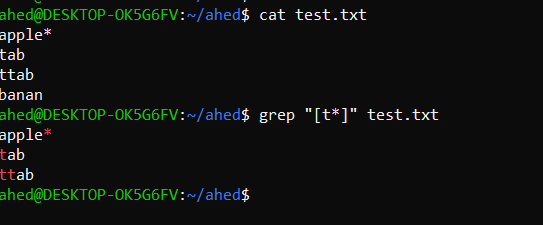 ahed@DESKTOP-OK5G6FV:~/ahed$ cat test.txt
apple*
tab
ttab
banan
ahed@DESKTOP-OK5G6FV:~/ahed$ grep "[t*]" test.txt
apple*
tab
ttab
ahed@DESKTOP-OK5G6FV:~/ahed$